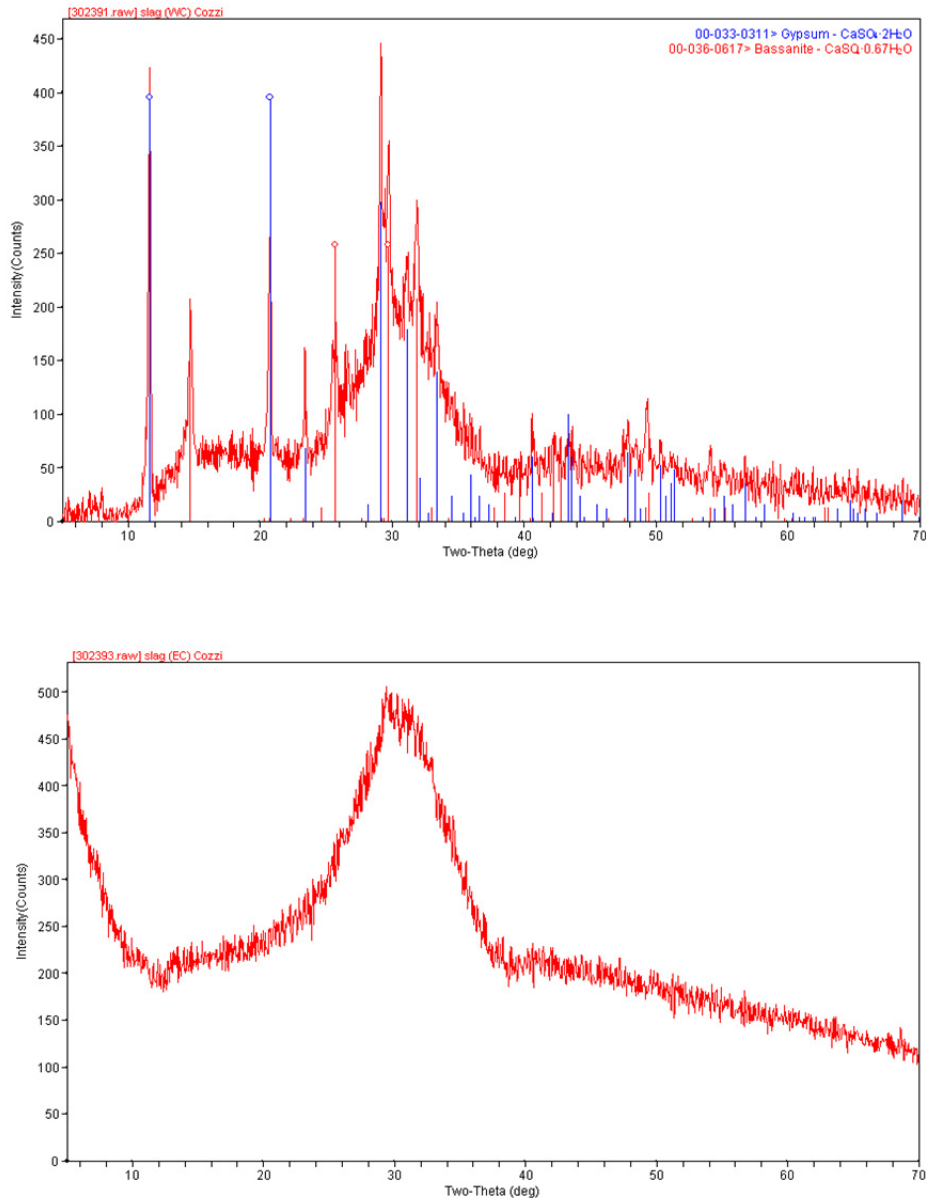 [302391.raw] slag (WC) Cozzi
00-033-0311> Gypsum - CaSO₄·2H₂O
00-036-0617> Bassanite - CaSO₄·0.67H₂O
450
400
350
300
250
200
150
100
50
0
Intensity(Counts)
10 20 30 40 50 60 70
Two-Theta (deg)
[302393.raw] slag (EC) Cozzi
500
450
400
350
300
250
200
150
100
50
0
Intensity(Counts)
10 20 30 40 50 60 70
Two-Theta (deg)